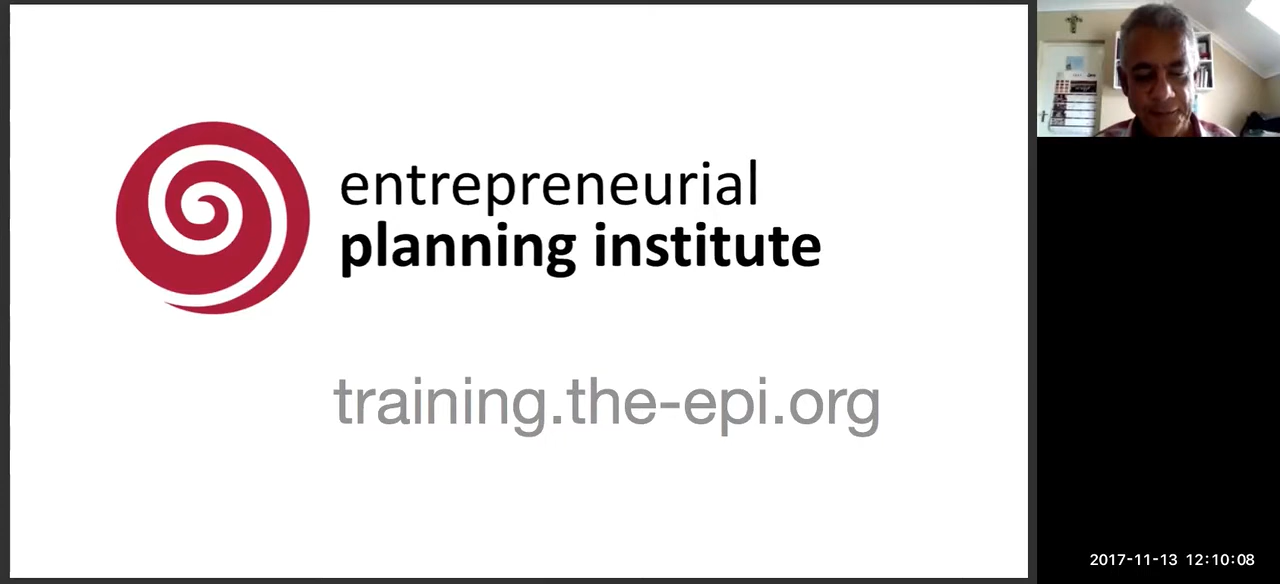 entrepreneurial
planning institute
training.the-epi.org
2017-11-13 12:10:08